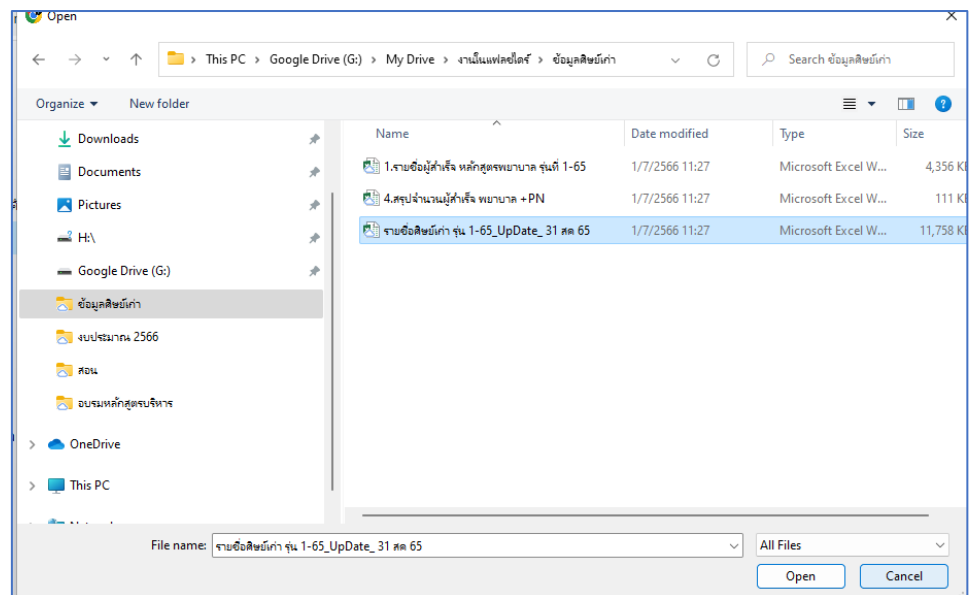 Open
This PC > Google Drive (G:) > My Drive > งานในแฟลชไดร์ > ข้อมูลศิษย์เก่า
Search ข้อมูลศิษย์เก่า
Organize New folder
Name Date modified Type Size
Downloads
Documents
Pictures
H:\
Google Drive (G:)
ข้อมูลศิษย์เก่า
งบประมาณ 2566
สอน
อบรมหลักสูตรบริหาร
OneDrive
This PC
1.รายชื่อผู้สำเร็จ หลักสูตรพยาบาล รุ่นที่ 1-65 1/7/2566 11:27 Microsoft Excel W... 4,356 KB
4.สรุปจำนวนผู้สำเร็จ พยาบาล +PN 1/7/2566 11:27 Microsoft Excel W... 111 KB
รายชื่อศิษย์เก่า รุ่น 1-65_UpDate_ 31 สค 65 1/7/2566 11:27 Microsoft Excel W... 11,758 KB
File name: รายชื่อศิษย์เก่า รุ่น 1-65_UpDate_ 31 สค 65 All Files
Open Cancel